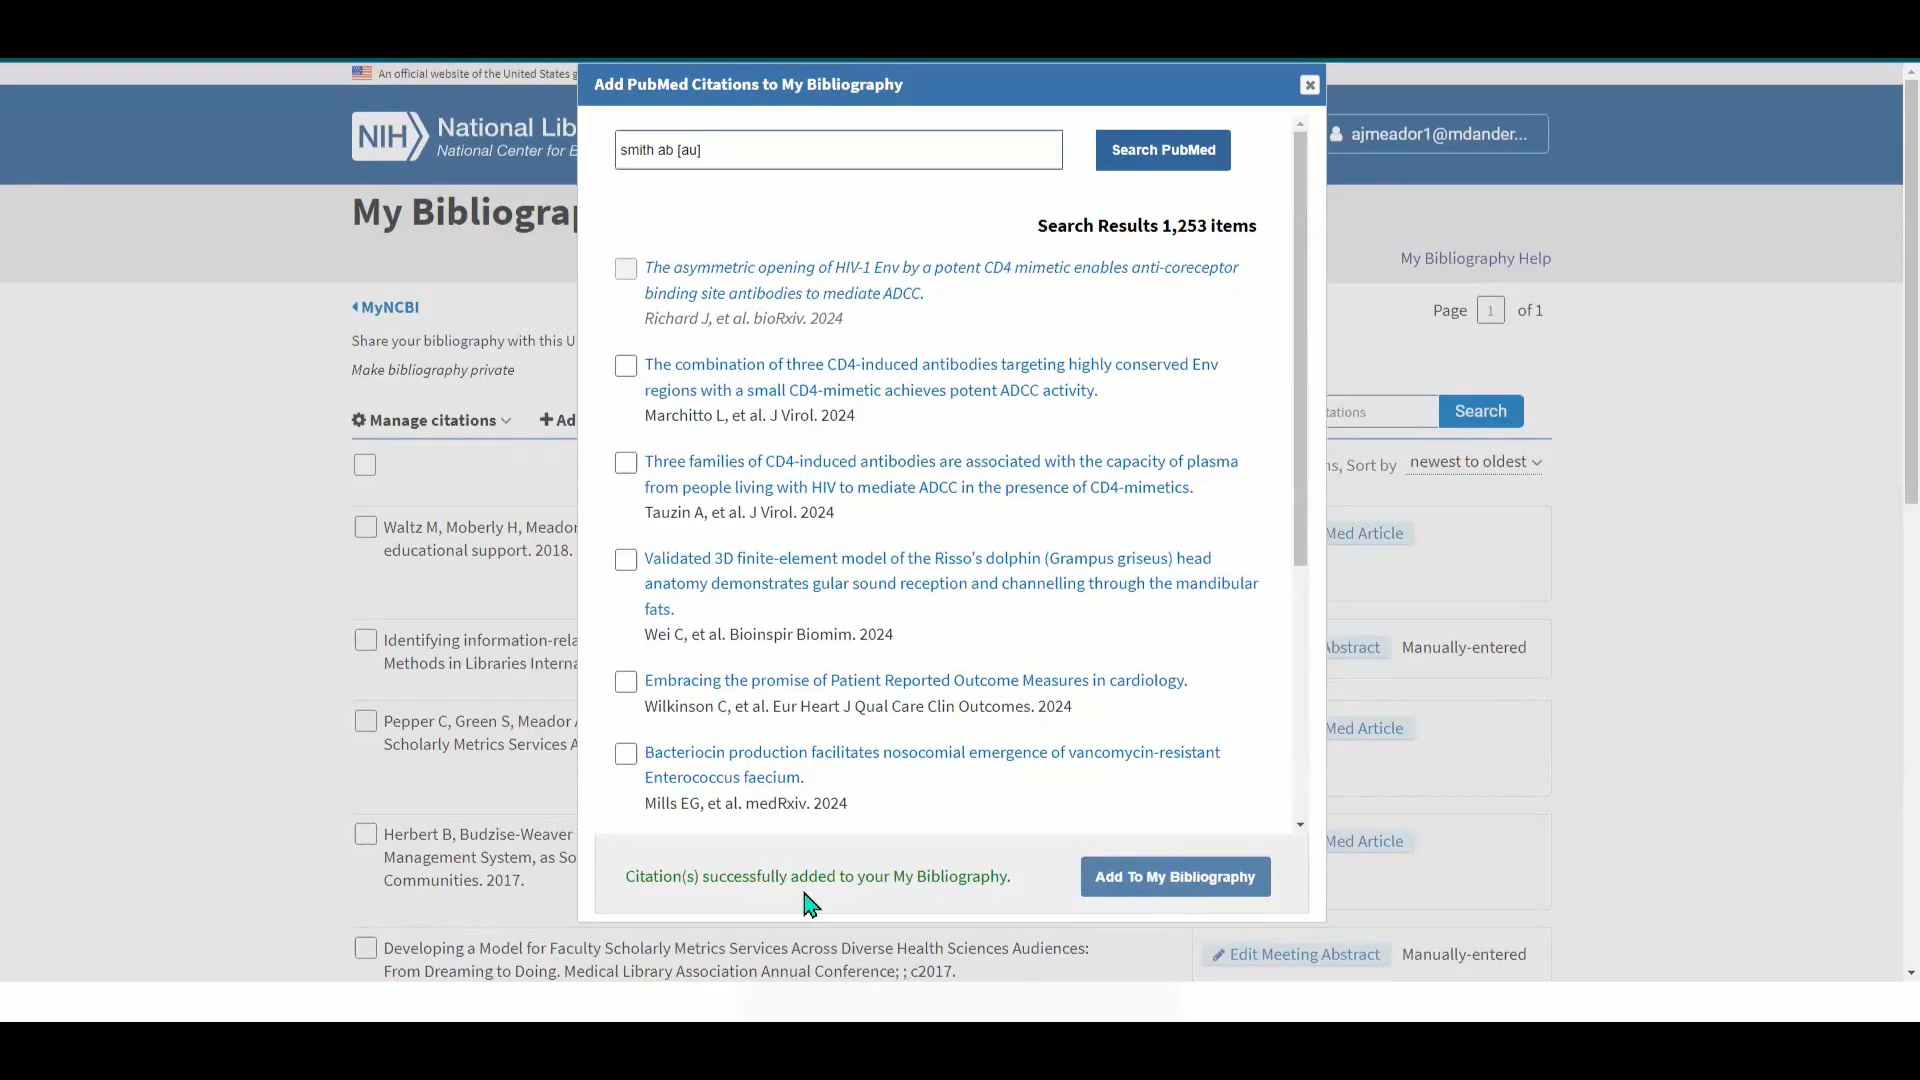 An official website of the United States g
Add PubMed Citations to My Bibliography
NIH
National Lib
National Center for B
ajmeador1@mdander...
smith ab [au]
Search PubMed
My Bibliogra
Search Results 1,253 items
My Bibliography Help
The asymmetric opening of HIV-1 Env by a potent CD4 mimetic enables anti-coreceptor
binding site antibodies to mediate ADCC.
Richard J, et al. bioRxiv. 2024
MyNCBI
Page 1 of 1
Share your bibliography with this U
Make bibliography private
The combination of three CD4-induced antibodies targeting highly conserved Env
regions with a small CD4-mimetic achieves potent ADCC activity.
Marchitto L, et al. J Virol. 2024
Manage citations
Ad
tations
Search
Three families of CD4-induced antibodies are associated with the capacity of plasma
from people living with HIV to mediate ADCC in the presence of CD4-mimetics.
Tauzin A, et al. J Virol. 2024
ns, Sort by newest to oldest
Waltz M, Moberly H, Meador
educational support. 2018.
Med Article
Validated 3D finite-element model of the Risso's dolphin (Grampus griseus) head
anatomy demonstrates gular sound reception and channelling through the mandibular
fats.
Wei C, et al. Bioinspir Biomim. 2024
Identifying information-rela
Methods in Libraries Interna
Abstract
Manually-entered
Embracing the promise of Patient Reported Outcome Measures in cardiology.
Wilkinson C, et al. Eur Heart J Qual Care Clin Outcomes. 2024
Pepper C, Green S, Meador A
Scholarly Metrics Services A
Med Article
Bacteriocin production facilitates nosocomial emergence of vancomycin-resistant
Enterococcus faecium.
Mills EG, et al. medRxiv. 2024
Herbert B, Budzise-Weaver
Management System, as So
Communities. 2017.
Med Article
Citation(s) successfully added to your My Bibliography.
Add To My Bibliography
Developing a Model for Faculty Scholarly Metrics Services Across Diverse Health Sciences Audiences:
From Dreaming to Doing. Medical Library Association Annual Conference; ; c2017.
Edit Meeting Abstract
Manually-entered